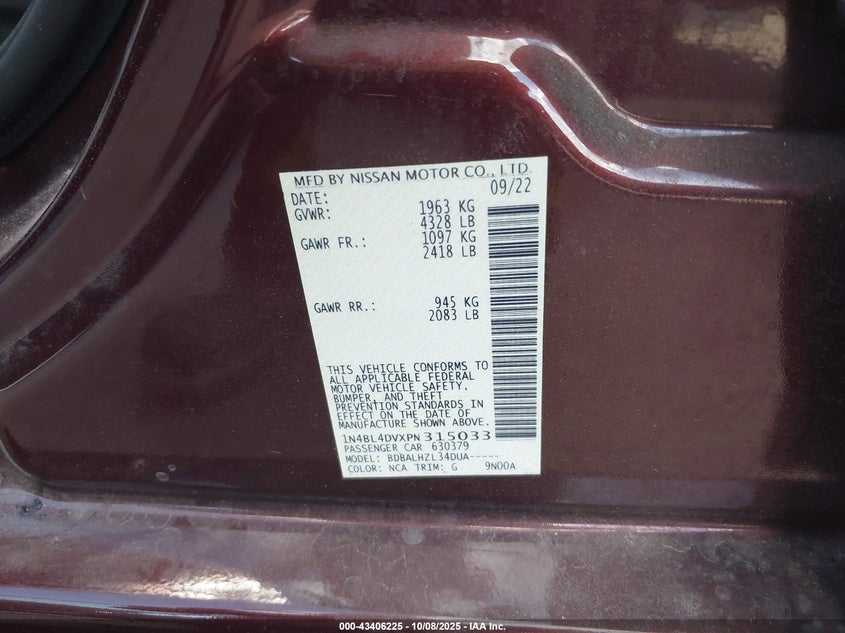 MFD BY NISSAN MOTOR CO., LTD.
DATE: 09/22
GVWR: 1963 KG
4328 LB
GAWR FR.: 1097 KG
2418 LB
GAWR RR.: 945 KG
2083 LB
THIS VEHICLE CONFORMS TO
ALL APPLICABLE FEDERAL
MOTOR VEHICLE SAFETY,
BUMPER, AND THEFT
PREVENTION STANDARDS IN
EFFECT ON THE DATE OF
MANUFACTURE SHOWN ABOVE.
1N4BL4DVXPN315033
PASSENGER CAR 630379
MODEL: BDBALHZL34DUA-----
COLOR: NCA TRIM: G 9N00A
000-43406225 - 10/08/2025 - IAA Inc.